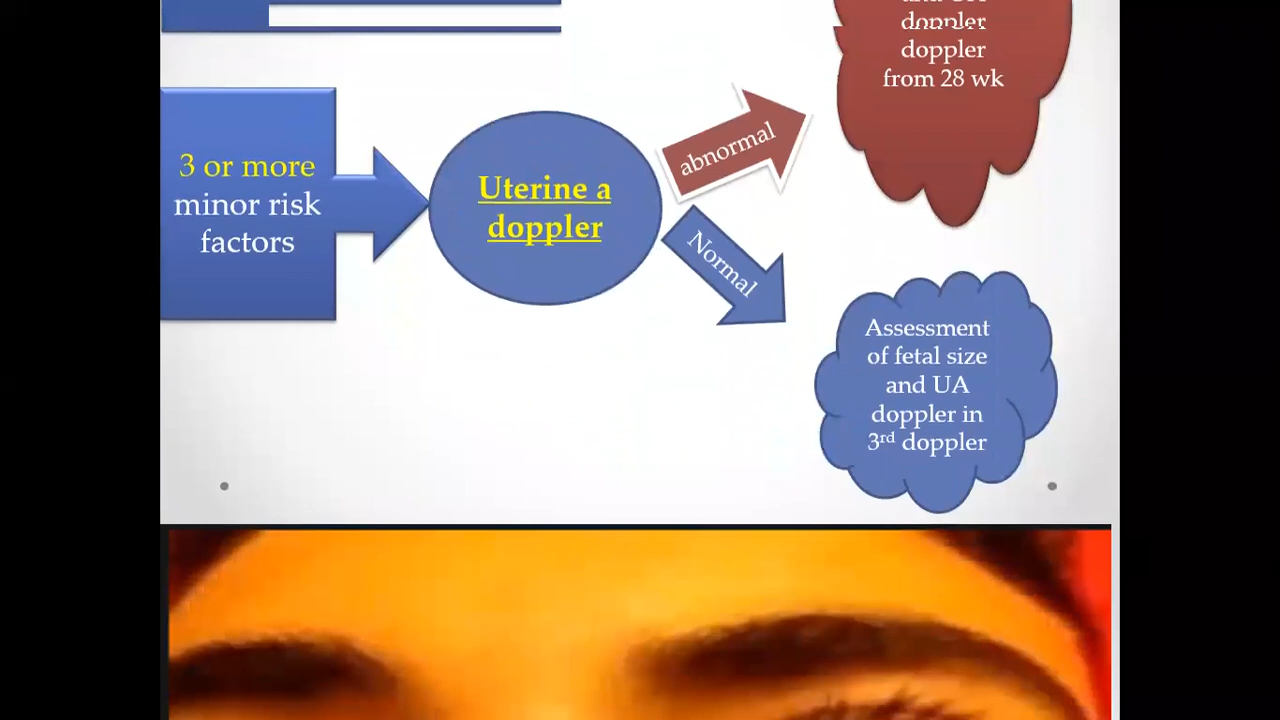 doppler
doppler
from 28 wk
abnormal
3 or more
minor risk
factors
Uterine a
doppler
Normal
Assessment
of fetal size
and UA
doppler in
3rd doppler